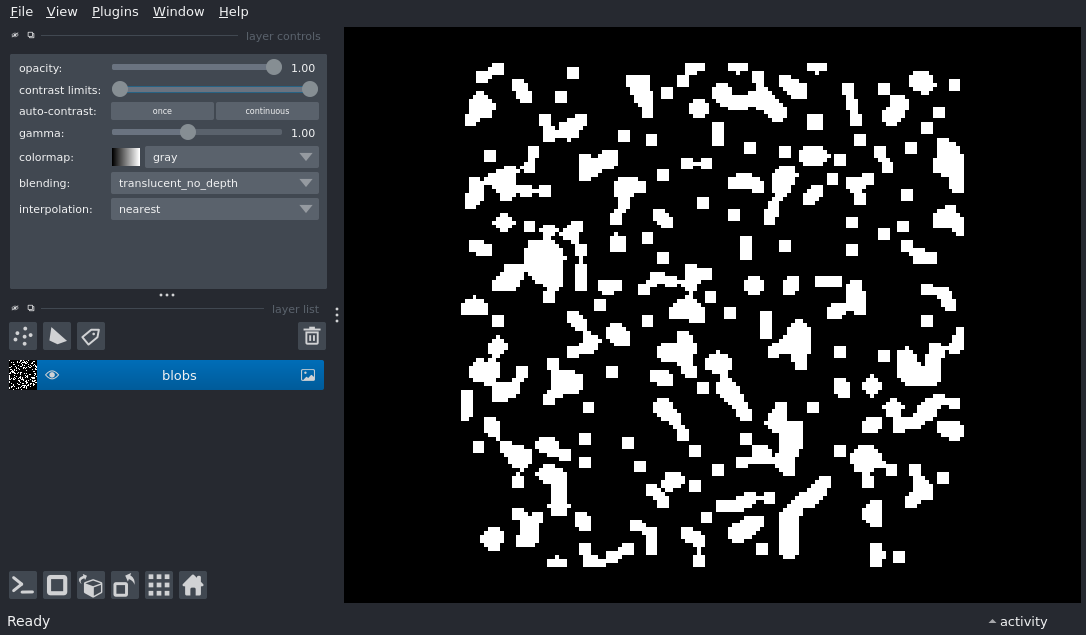 File View Plugins Window Help
layer controls
opacity: 1.00
contrast limits:
auto-contrast: once continuous
gamma: 1.00
colormap: gray
blending: translucent_no_depth
interpolation: nearest
layer list
blobs
Ready activity